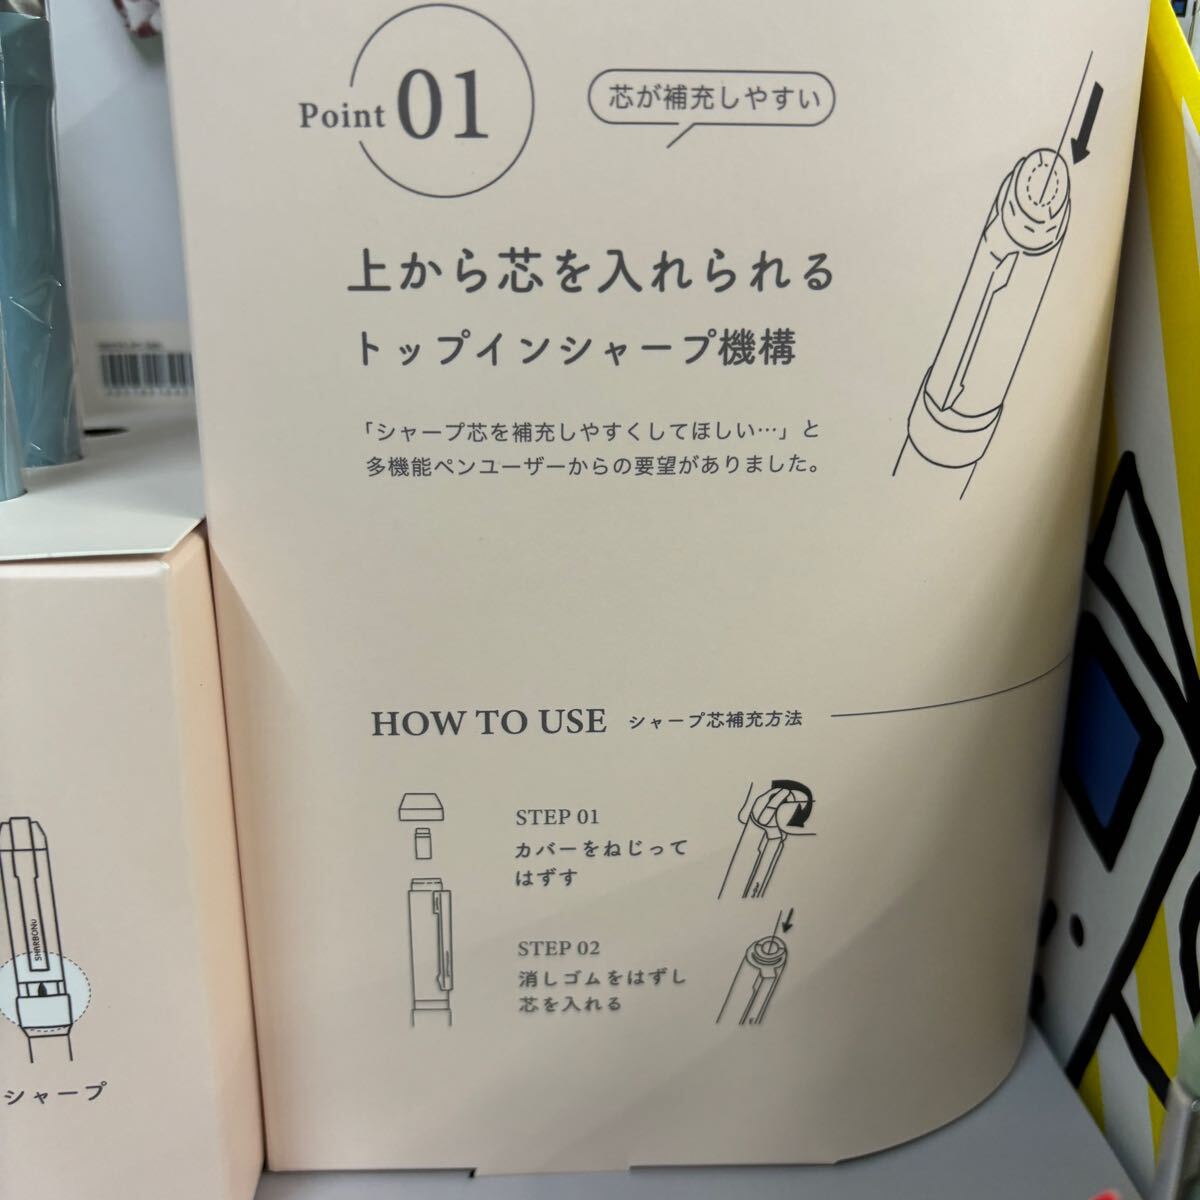 Point 01
芯が補充しやすい
上から芯を入れられる
トップインシャープ機構
「シャープ芯を補充しやすくしてほしい…」と
多機能ペンユーザーからの要望がありました。
HOW TO USE シャープ芯補充方法
STEP 01
カバーをねじって
はずす
STEP 02
消しゴムをはずし
芯を入れる
SHARBONU
シャープ